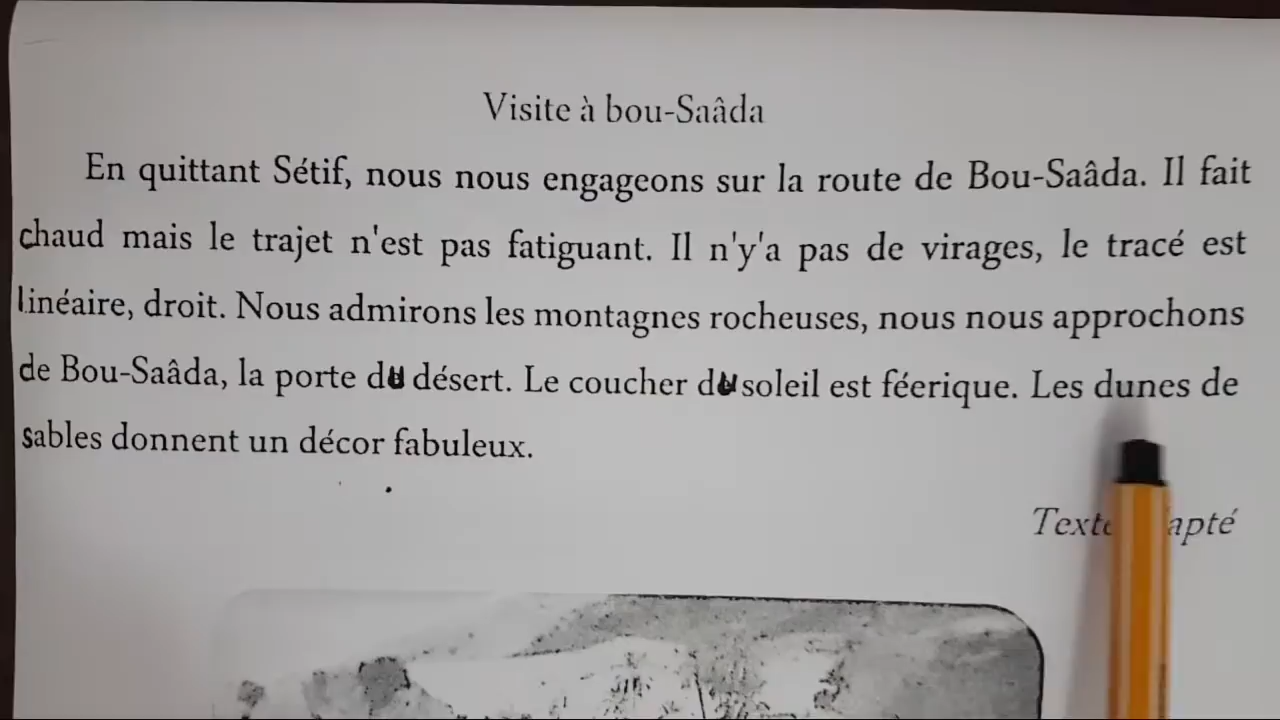 Visite à bou-Saâda
En quittant Sétif, nous nous engageons sur la route de Bou-Saâda. Il fait
chaud mais le trajet n'est pas fatiguant. Il n'y'a pas de virages, le tracé est
linéaire, droit. Nous admirons les montagnes rocheuses, nous nous approchons
de Bou-Saâda, la porte du désert. Le coucher du soleil est féerique. Les dunes de
sables donnent un décor fabuleux.
Texte